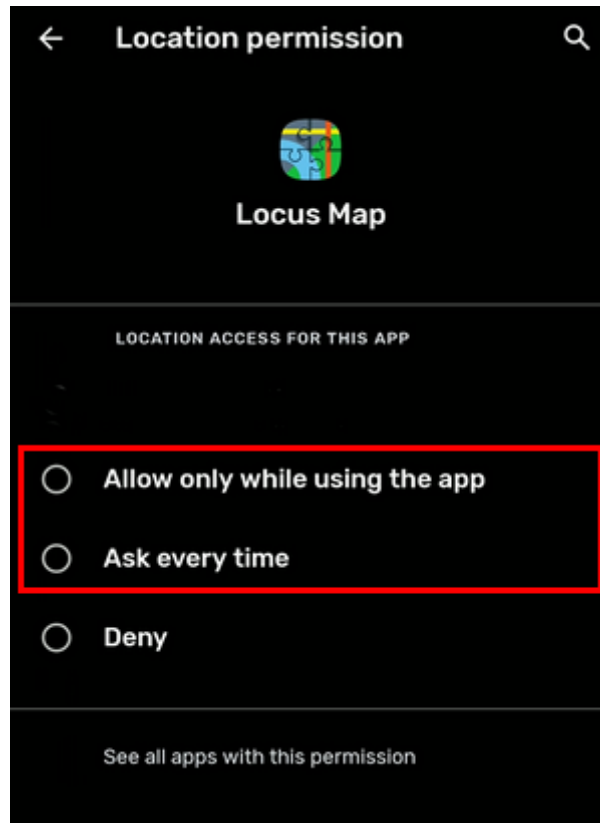 Location permission
Locus Map
LOCATION ACCESS FOR THIS APP
Allow only while using the app
Ask every time
Deny
See all apps with this permission